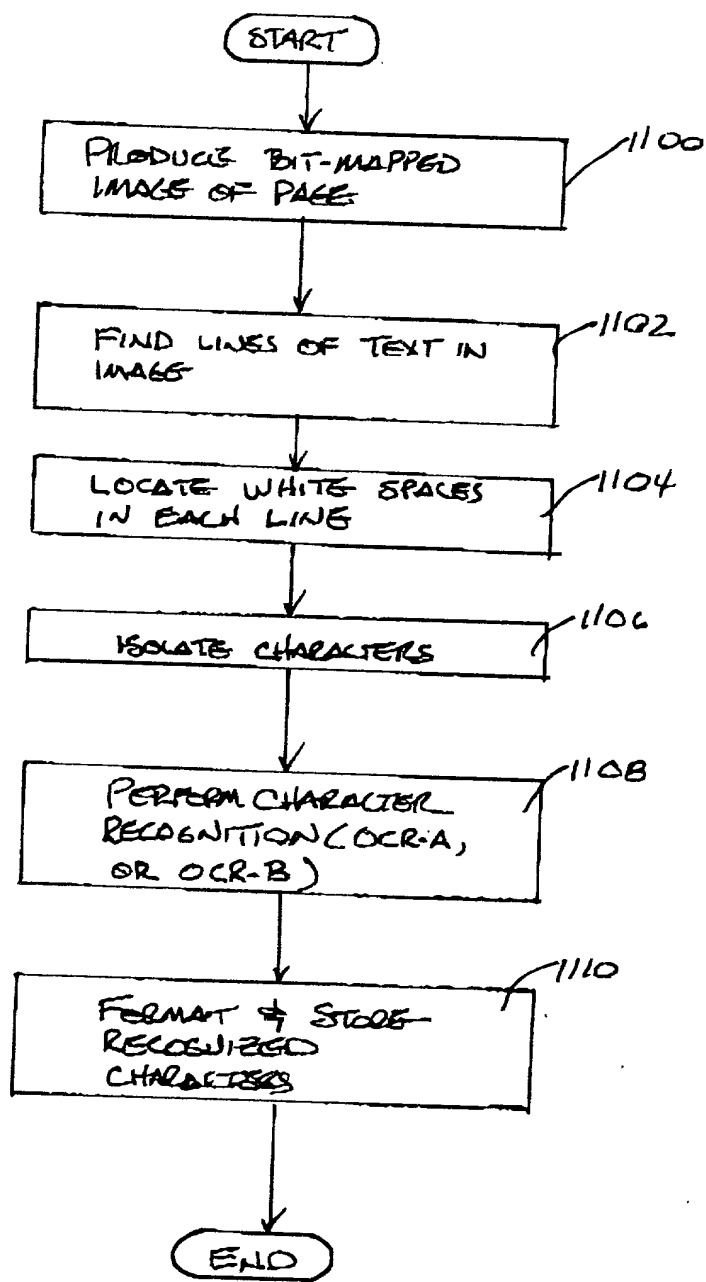 START
PRODUCE BIT-MAPPED
IMAGE OF PAGE
1100
FIND LINES OF TEXT IN
IMAGE
1102
LOCATE WHITE SPACES
IN EACH LINE
1104
ISOLATE CHARACTERS
1106
PERFORM CHARACTER
RECOGNITION (OCR-A,
OR OCR-B)
1108
FORMAT & STORE
RECOGNIZED
CHARACTERS
1110
END